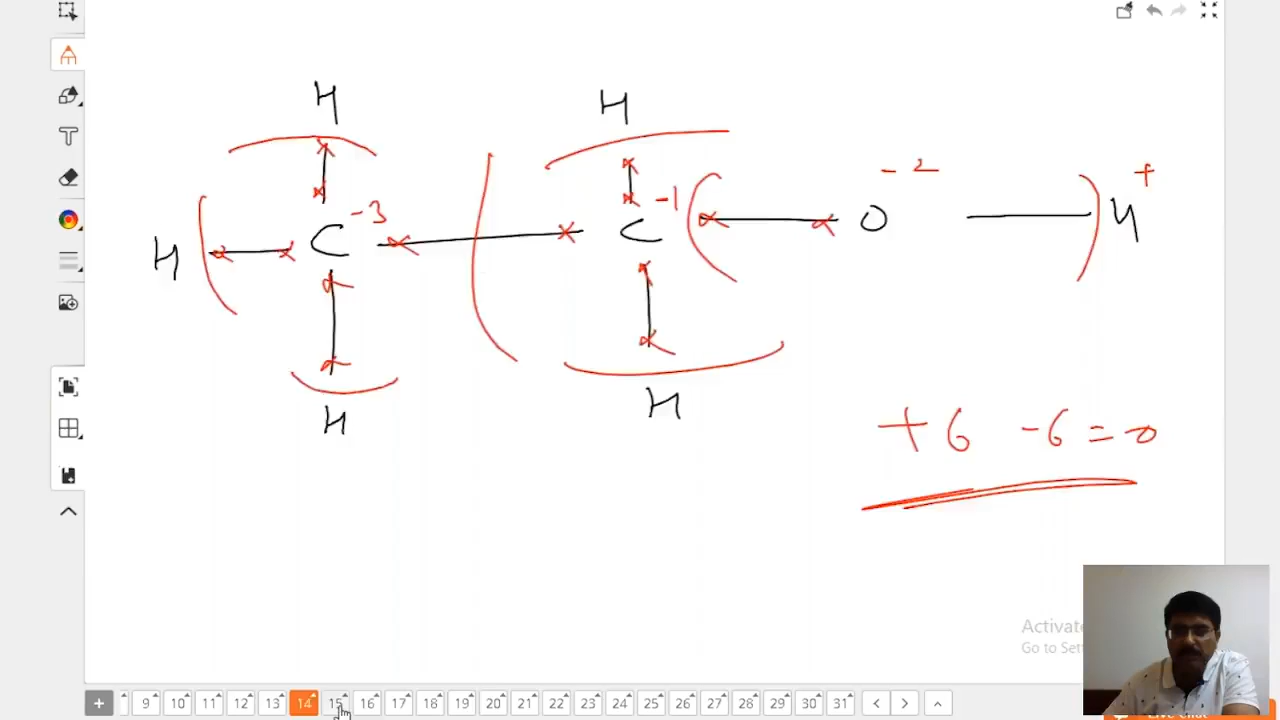 H H
-2 +
-3 -1
H C C O H
+6 -6 = 0
H H
Activate
Go to Set
9 10 11 12 13 14 15 16 17 18 19 20 21 22 23 24 25 26 27 28 29 30 31